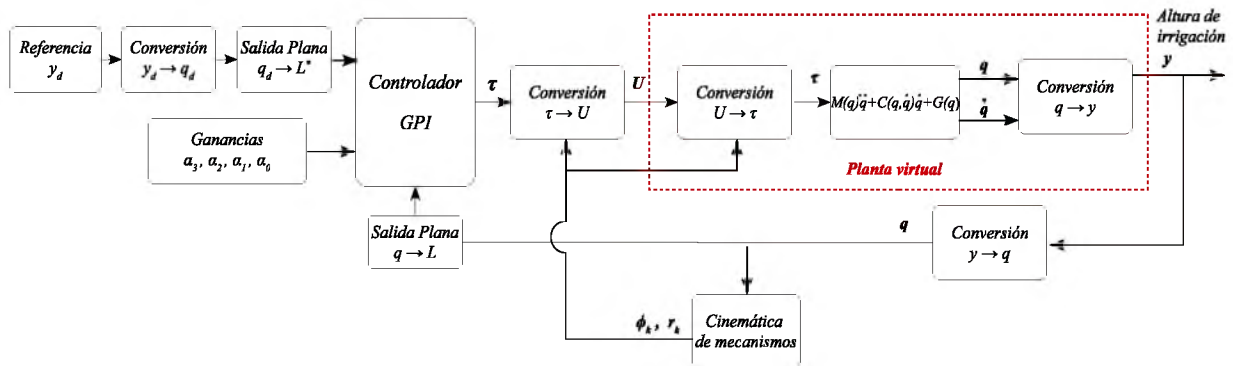 Referencia
y_d
Conversión
y_d → q_d
Salida Plana
q_d → L*
Controlador
GPI
Ganancias
α_3, α_2, α_1, α_0
τ
Conversión
τ → U
U
Conversión
U → τ
τ
M(q)q̈+C(q,q̇)q̇+G(q)
q
q̇
Conversión
q → y
Altura de
irrigación
y
Planta virtual
Salida Plana
q → L
q
Conversión
y → q
ϕ_k, r_k
Cinemática
de mecanismos